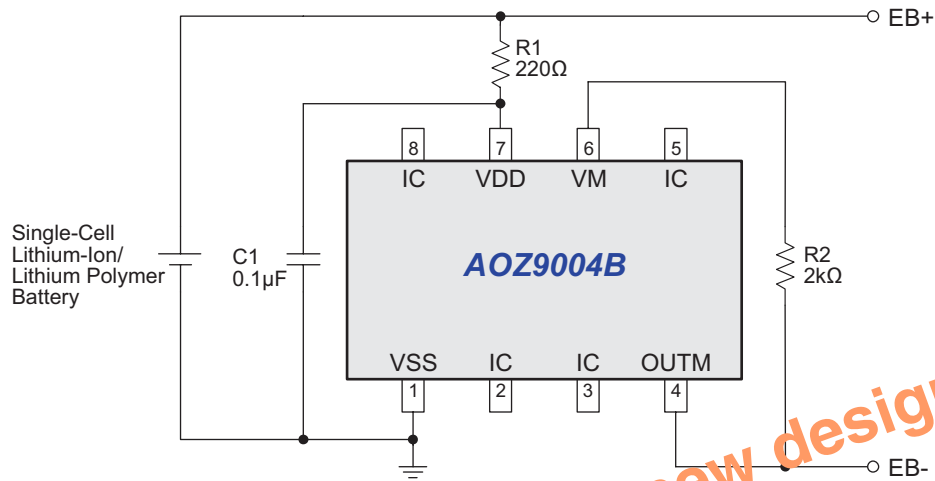 EB+
R1
220Ω
8
7
6
5
IC
VDD
VM
IC
Single-Cell
Lithium-Ion/
Lithium Polymer
Battery
C1
0.1µF
AOZ9004B
R2
2kΩ
VSS
IC
IC
OUTM
1
2
3
4
EB-